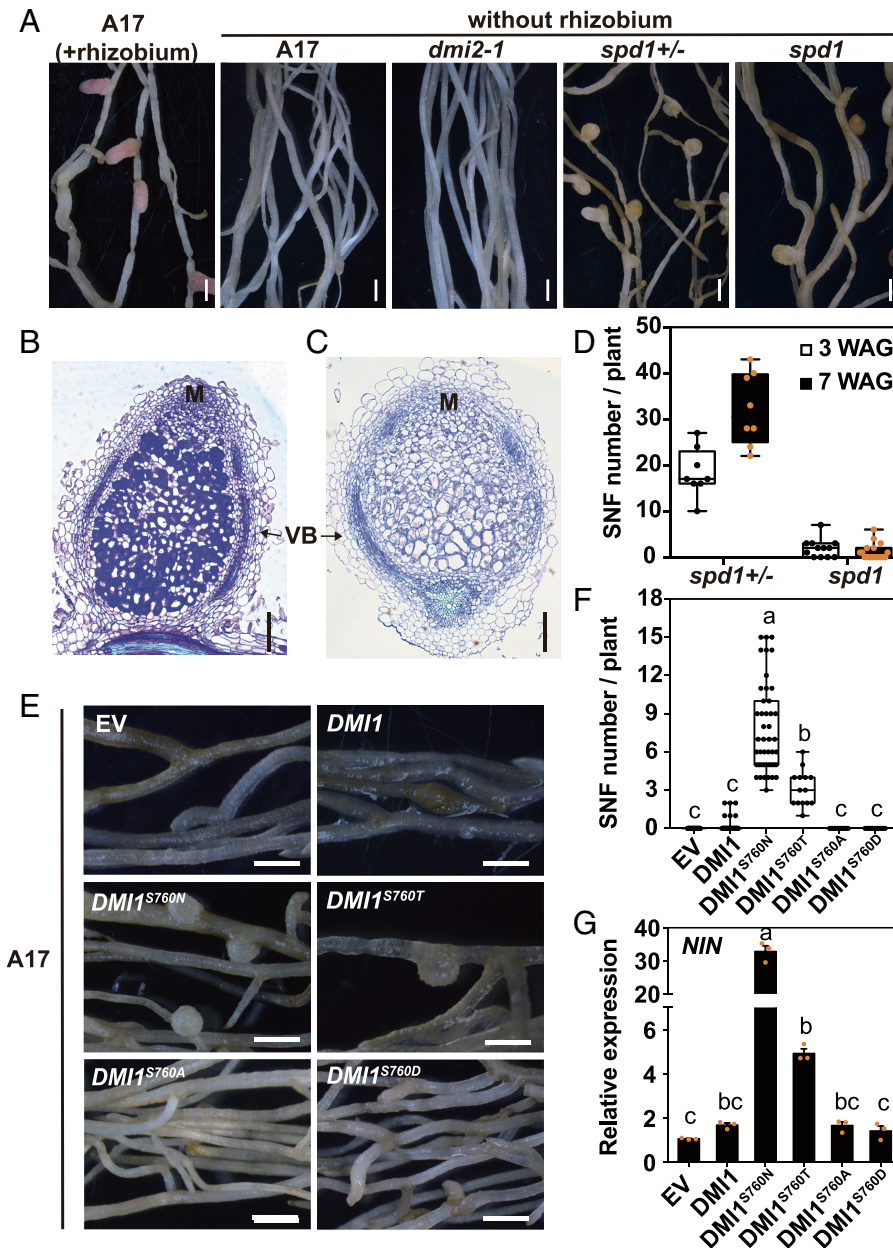 A
A17
(+rhizobium)
without rhizobium
A17
dmi2-1
spd1+/-
spd1
B
M
C
M
VB
D
SNF number / plant
50
40
30
20
10
0
3 WAG
7 WAG
spd1+/-
spd1
E
A17
EV
DMI1
DMI1S760N
DMI1S760T
DMI1S760A
DMI1S760D
F
SNF number / plant
18
15
12
9
6
3
0
c
c
a
b
c
c
EV
DMI1
DMI1S760N
DMI1S760T
DMI1S760A
DMI1S760D
G
NIN
Relative expression
40
30
20
6
4
2
0
c
bc
a
b
bc
c
EV
DMI1
DMI1S760N
DMI1S760T
DMI1S760A
DMI1S760D